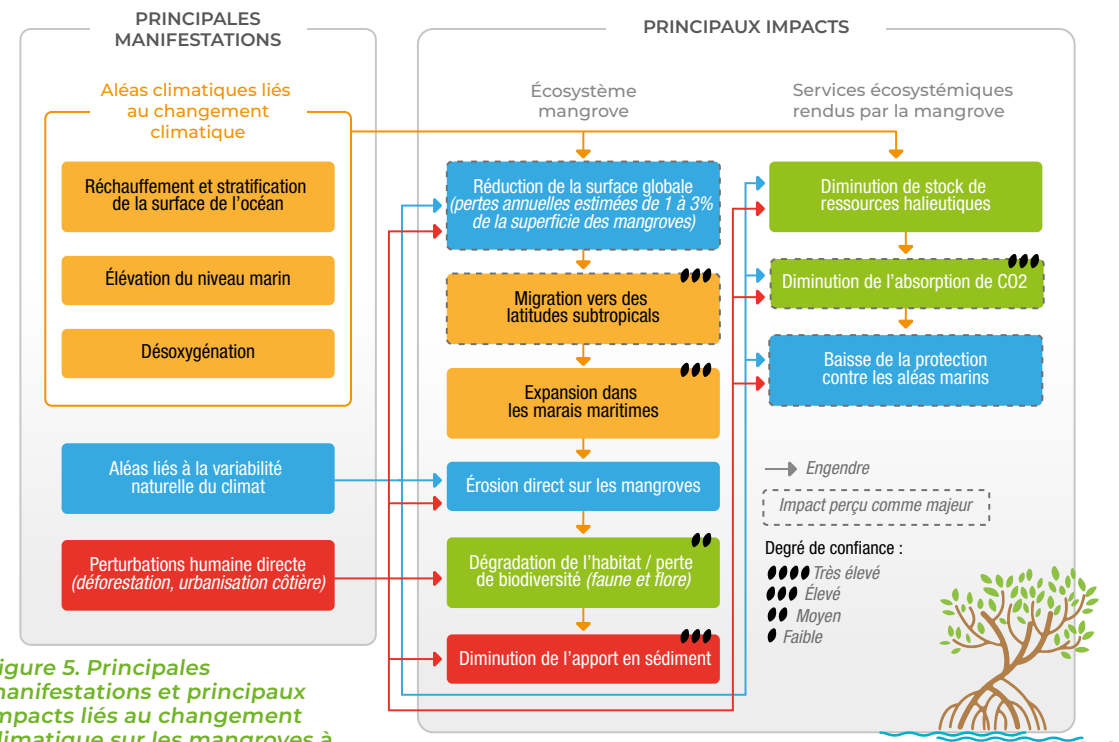 PRINCIPALES
MANIFESTATIONS
Aléas climatiques liés
au changement
climatique
Réchauffement et stratification
de la surface de l'océan
Élévation du niveau marin
Désoxygénation
Aléas liés à la variabilité
naturelle du climat
Perturbations humaine directe
(déforestation, urbanisation côtière)
PRINCIPAUX IMPACTS
Écosystème
mangrove
Réduction de la surface globale
(pertes annuelles estimées de 1 à 3%
de la superficie des mangroves)
Migration vers des
latitudes subtropicals
Expansion dans
les marais maritimes
Érosion direct sur les mangroves
Dégradation de l'habitat / perte
de biodiversité (faune et flore)
Diminution de l'apport en sédiment
Services écosystémiques
rendus par la mangrove
Diminution de stock de
ressources halieutiques
Diminution de l'absorption de CO2
Baisse de la protection
contre les aléas marins
Engendre
Impact perçu comme majeur
Degré de confiance :
Très élevé
Élevé
Moyen
Faible
igure 5. Principales
manifestations et principaux
mpacts liés au changement
limatique sur les mangroves à